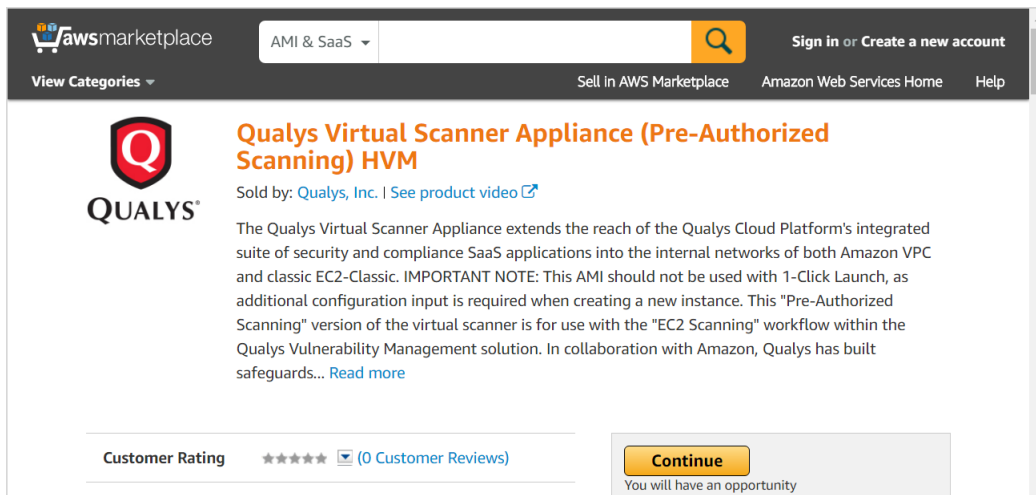 awsmarketplace
AMI & SaaS
Sign in or Create a new account
View Categories
Sell in AWS Marketplace Amazon Web Services Home Help
Q
QUALYS®
Qualys Virtual Scanner Appliance (Pre-Authorized
Scanning) HVM
Sold by: Qualys, Inc. | See product video
The Qualys Virtual Scanner Appliance extends the reach of the Qualys Cloud Platform's integrated
suite of security and compliance SaaS applications into the internal networks of both Amazon VPC
and classic EC2-Classic. IMPORTANT NOTE: This AMI should not be used with 1-Click Launch, as
additional configuration input is required when creating a new instance. This "Pre-Authorized
Scanning" version of the virtual scanner is for use with the "EC2 Scanning" workflow within the
Qualys Vulnerability Management solution. In collaboration with Amazon, Qualys has built
safeguards... Read more
Customer Rating (0 Customer Reviews)
Continue
You will have an opportunity